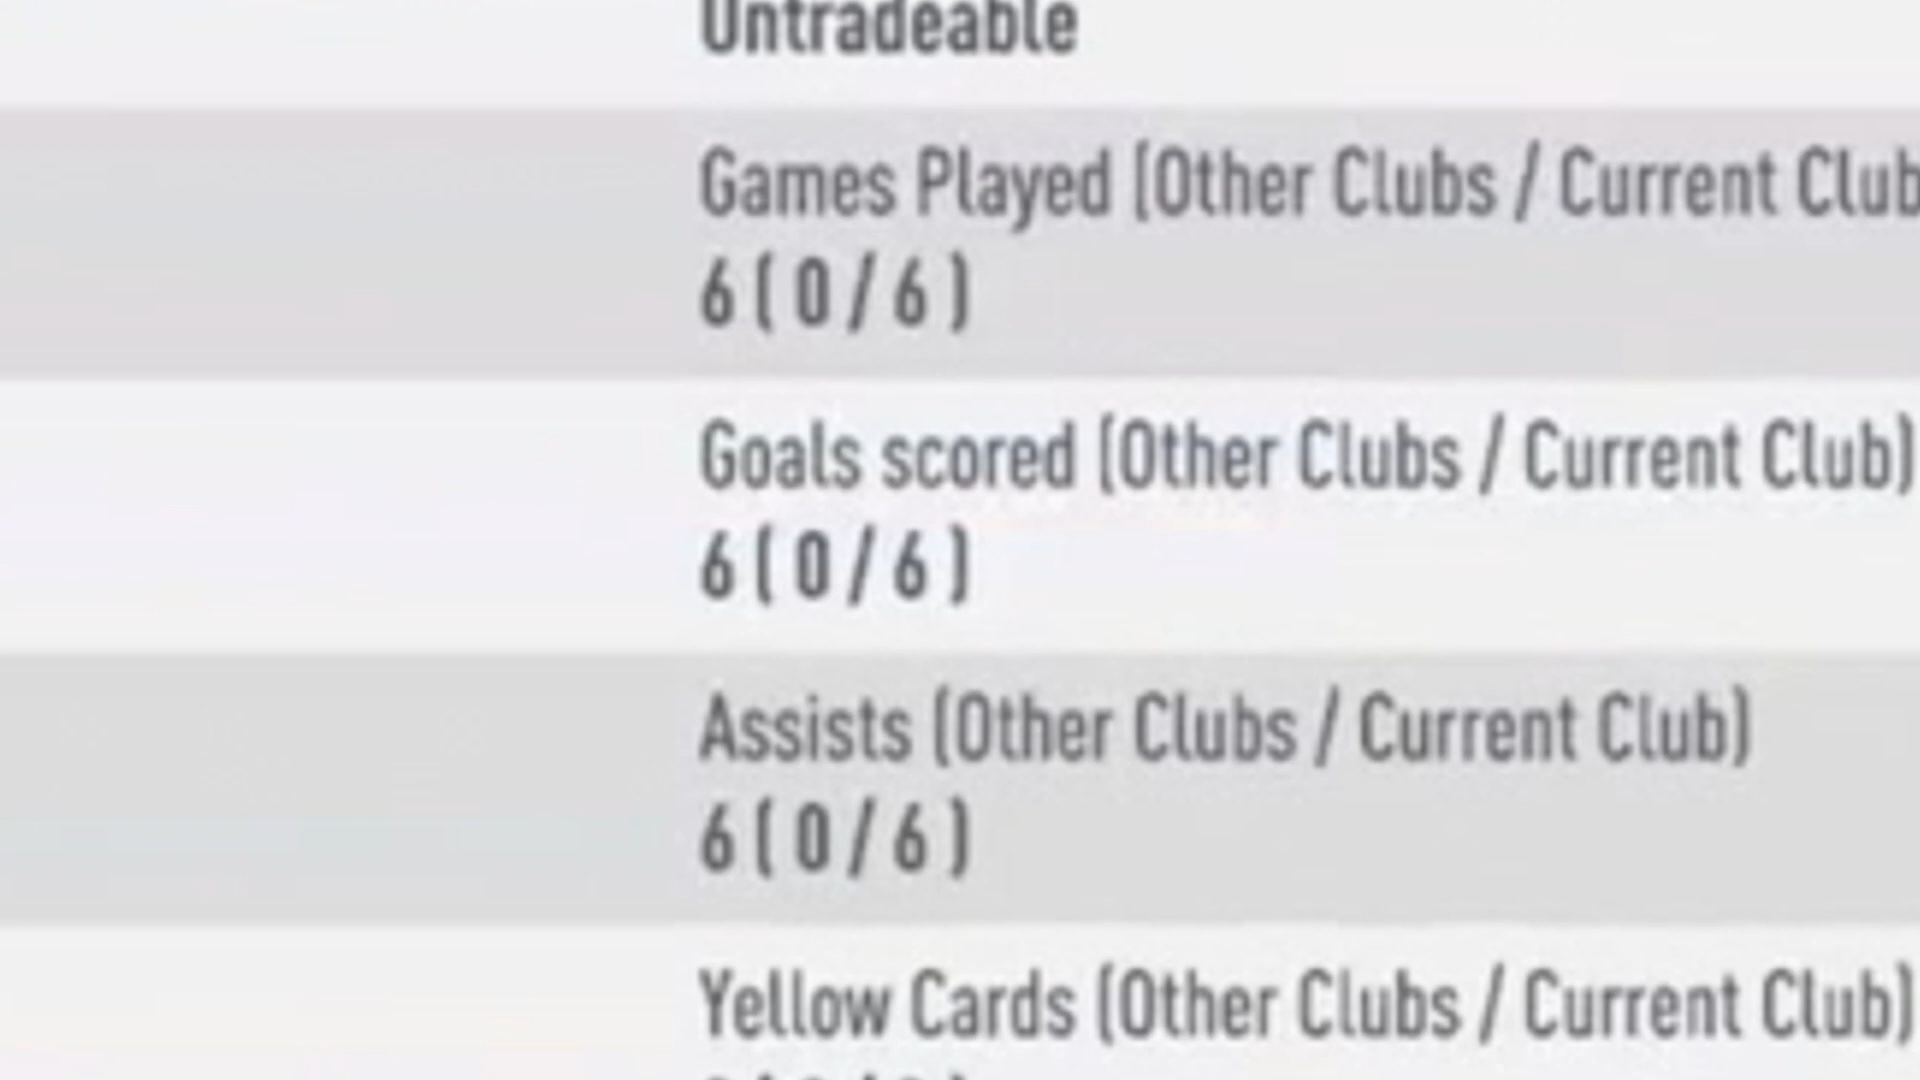 Untradeable
Games Played (Other Clubs / Current Club
6 ( 0 / 6 )
Goals scored (Other Clubs / Current Club)
6 ( 0 / 6 )
Assists (Other Clubs / Current Club)
6 ( 0 / 6 )
Yellow Cards (Other Clubs / Current Club)